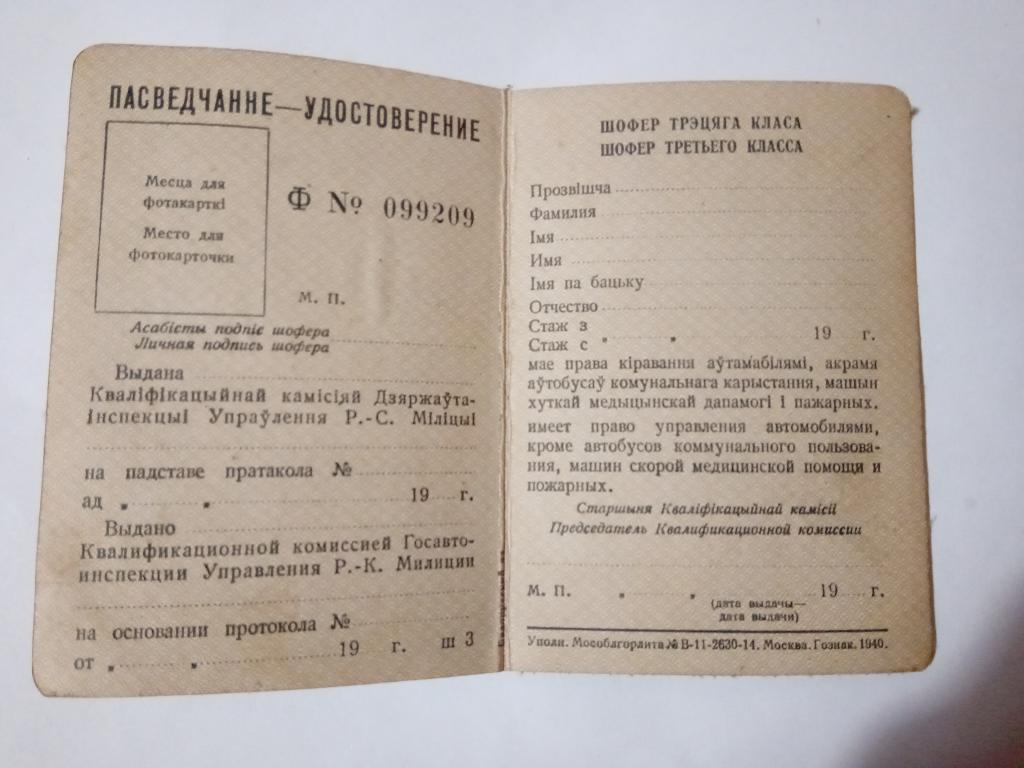 ПАСВЕДЧАННЕ—УДОСТОВЕРЕНИЕ
Месца для
фотакарткі
Место для
фотокарточки
Ф № 099209
М. П.
Асабісты подпіс шофера
Личная подпись шофера
Выдана
Кваліфікацыйнай камісіяй Дзяржаўта-
інспекцыі Упраўлення Р.-С. Міліцыі
на падставе пратакола №
ад „ „ 19 г.
Выдано
Квалификационной комиссией Госавто-
инспекции Управления Р.-К. Милиции
на основании протокола №
от „ „ 19 г. ш 3
ШОФЕР ТРЭЦЯГА КЛАСА
ШОФЕР ТРЕТЬЕГО КЛАССА
Прозвішча
Фамилия
Імя
Имя
Імя па бацьку
Отчество
Стаж з
Стаж с „ „ 19 г.
мае права кіравання аўтамабілямі, акрамя
аўтобусаў комунальнага карыстання, машын
хуткай медыцынскай дапамогі і пажарных.
имеет право управления автомобилями,
кроме автобусов коммунального пользова-
ния, машин скорой медицинской помощи и
пожарных.
Старшыня Кваліфікацыйнай камісіі
Председатель Квалификационной комиссии
М. П. „ „ 19 г.
(дата выдачы—
дата выдачи)
Уполн. Мособлгорлита № В-11-2630-14. Москва. Гознак. 1940.